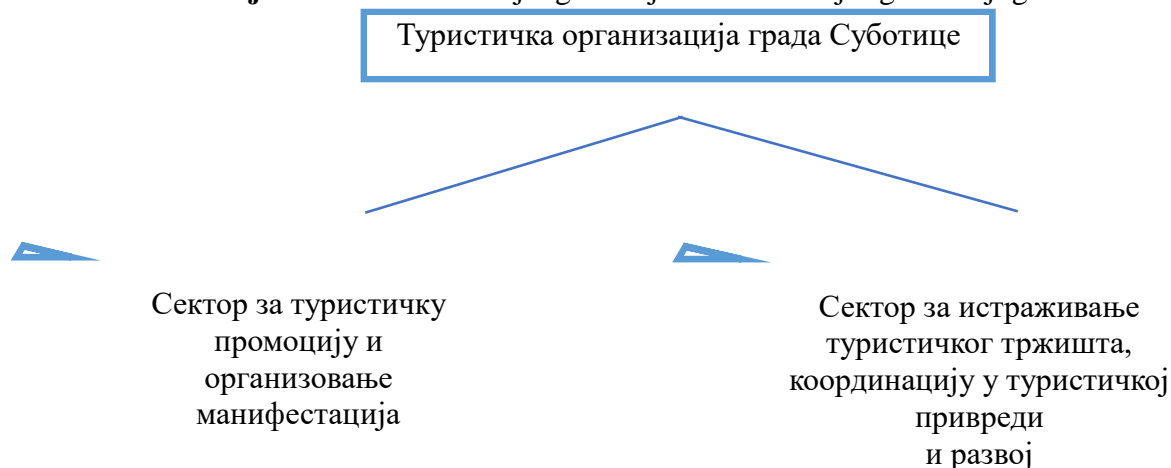 Туристичка организација града Суботице
Сектор за туристичку
промоцију и
организовање
манифестација
Сектор за истраживање
туристичког тржишта,
координацију у туристичкој
привреди
и развој